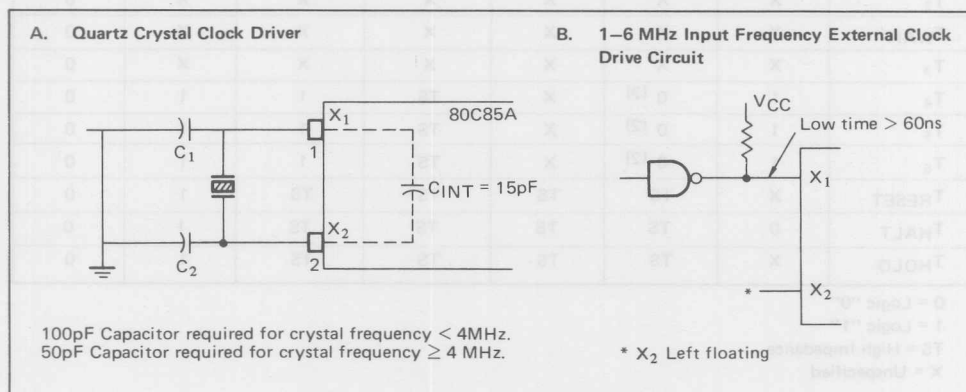 A. Quartz Crystal Clock Driver
X1
80C85A
C1
1
CINT = 15pF
X2
C2
2
100pF Capacitor required for crystal frequency < 4MHz.
50pF Capacitor required for crystal frequency ≥ 4 MHz.
B. 1–6 MHz Input Frequency External Clock
Drive Circuit
VCC
Low time > 60ns
X1
*
X2
* X2 Left floating